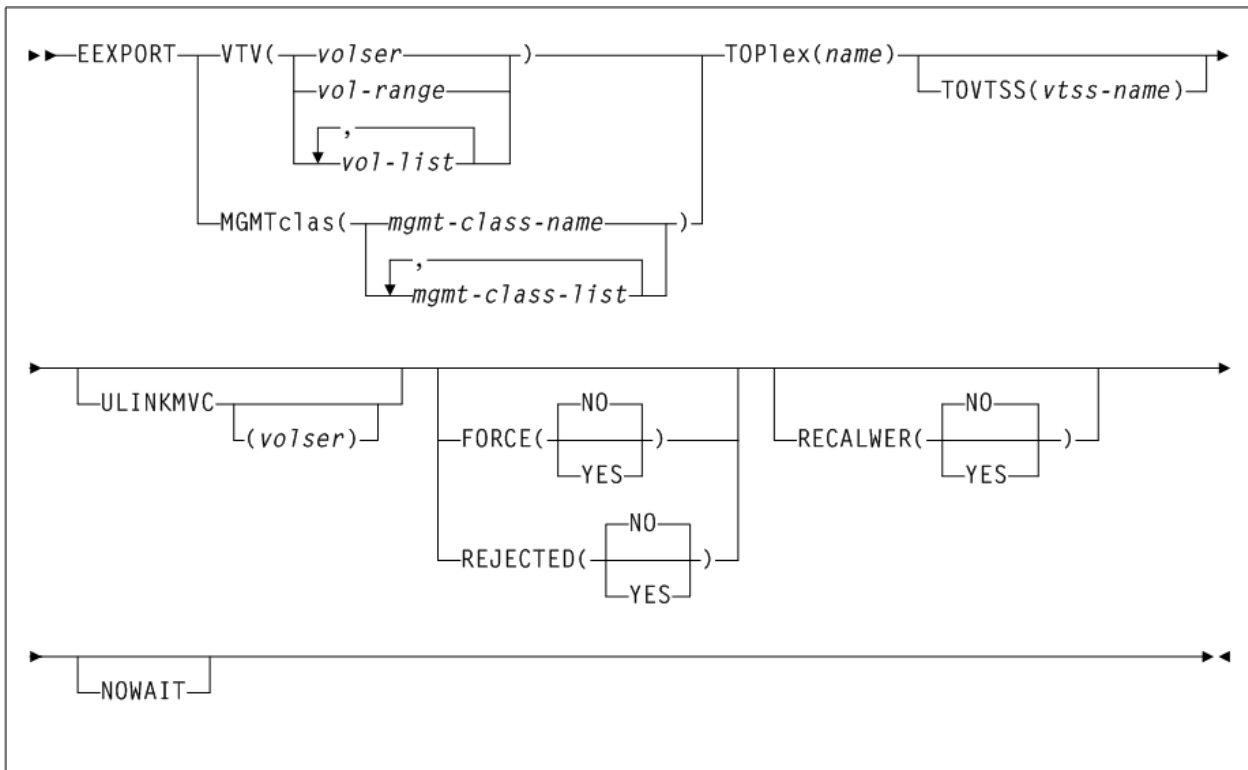 EEXPORT VTV( volser ) TOPlex(name)
vol-range TOVTSS(vtss-name)
,
vol-list
MGMTclas( mgmt-class-name )
,
mgmt-class-list
ULINKMVC NO NO
(volser) FORCE( ) RECALWER( )
YES YES
NO
REJECTED( )
YES
NOWAIT